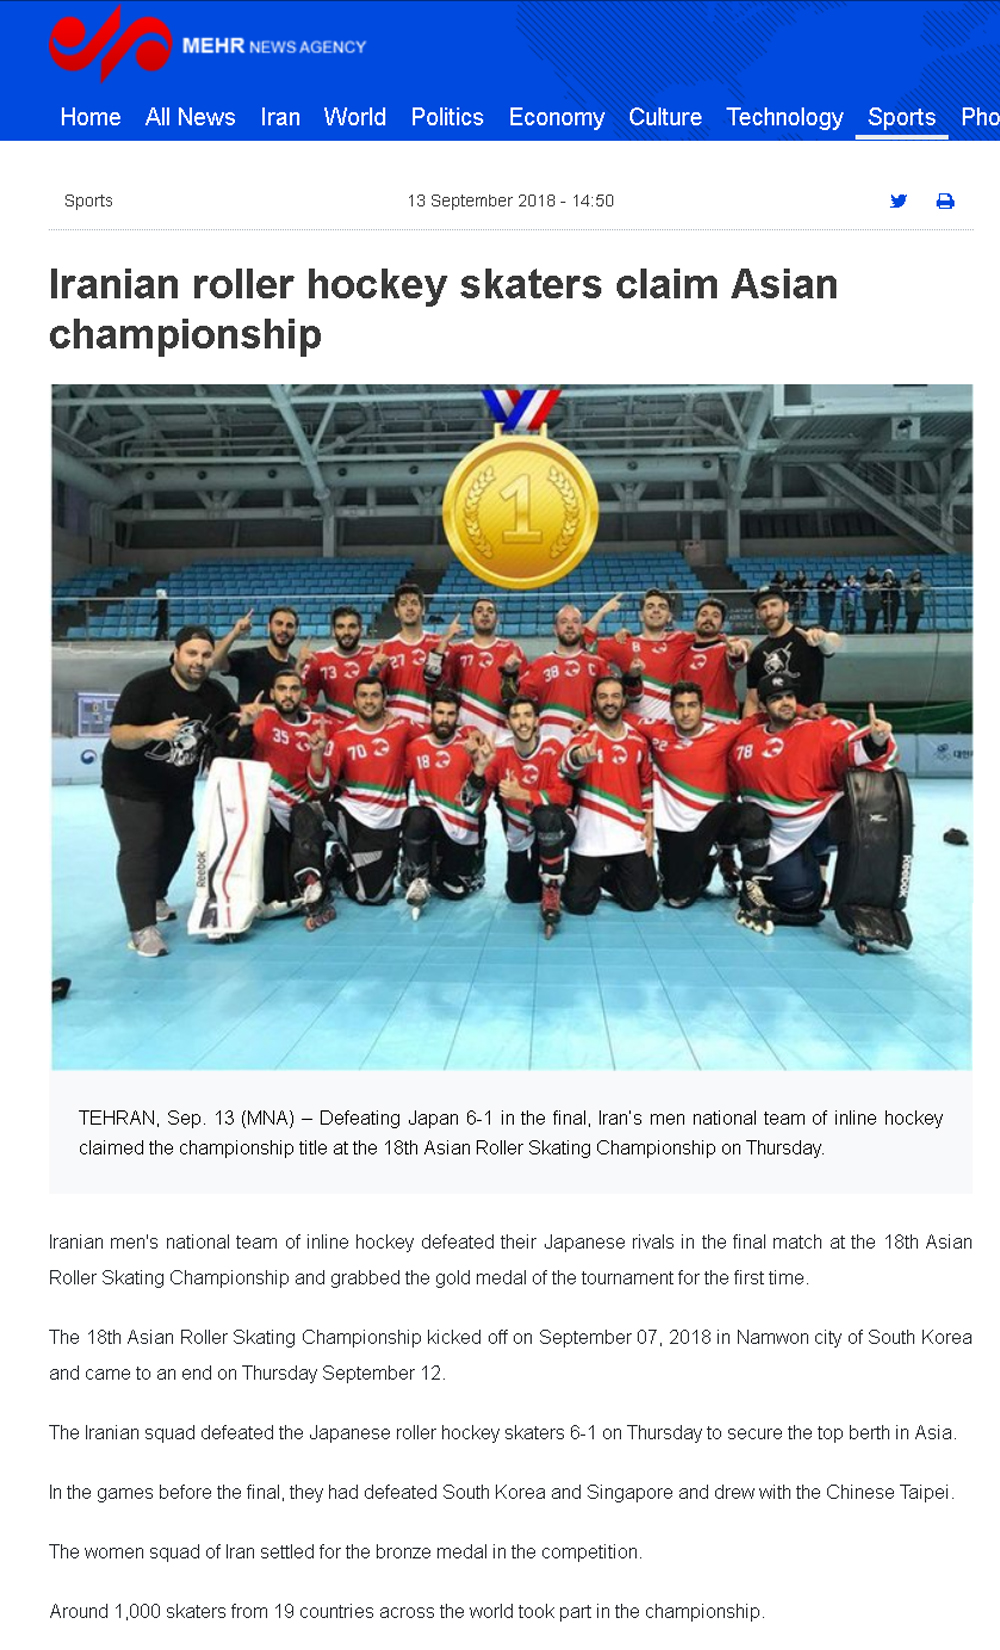 MEHR NEWS AGENCY
Home All News Iran World Politics Economy Culture Technology Sports Pho
Sports 13 September 2018 - 14:50
Iranian roller hockey skaters claim Asian
championship
1
73 27 77 38 C 8
35 70 18 22 78
Reebok Reebok
TEHRAN, Sep. 13 (MNA) – Defeating Japan 6-1 in the final, Iran's men national team of inline hockey
claimed the championship title at the 18th Asian Roller Skating Championship on Thursday.
Iranian men's national team of inline hockey defeated their Japanese rivals in the final match at the 18th Asian
Roller Skating Championship and grabbed the gold medal of the tournament for the first time.
The 18th Asian Roller Skating Championship kicked off on September 07, 2018 in Namwon city of South Korea
and came to an end on Thursday September 12.
The Iranian squad defeated the Japanese roller hockey skaters 6-1 on Thursday to secure the top berth in Asia.
In the games before the final, they had defeated South Korea and Singapore and drew with the Chinese Taipei.
The women squad of Iran settled for the bronze medal in the competition.
Around 1,000 skaters from 19 countries across the world took part in the championship.